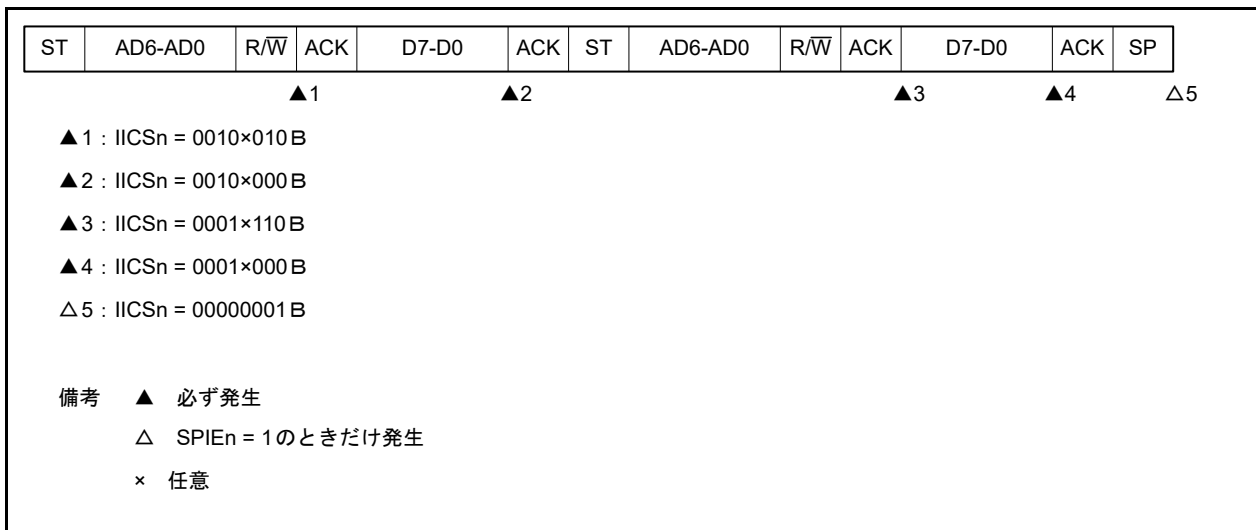 ST AD6-AD0 R/W̅ ACK D7-D0 ACK ST AD6-AD0 R/W̅ ACK D7-D0 ACK SP
▲1 ▲2 ▲3 ▲4 △5
▲1：IICSn = 0010×010B
▲2：IICSn = 0010×000B
▲3：IICSn = 0001×110B
▲4：IICSn = 0001×000B
△5：IICSn = 00000001B
備考 ▲ 必ず発生
△ SPIEn = 1のときだけ発生
× 任意